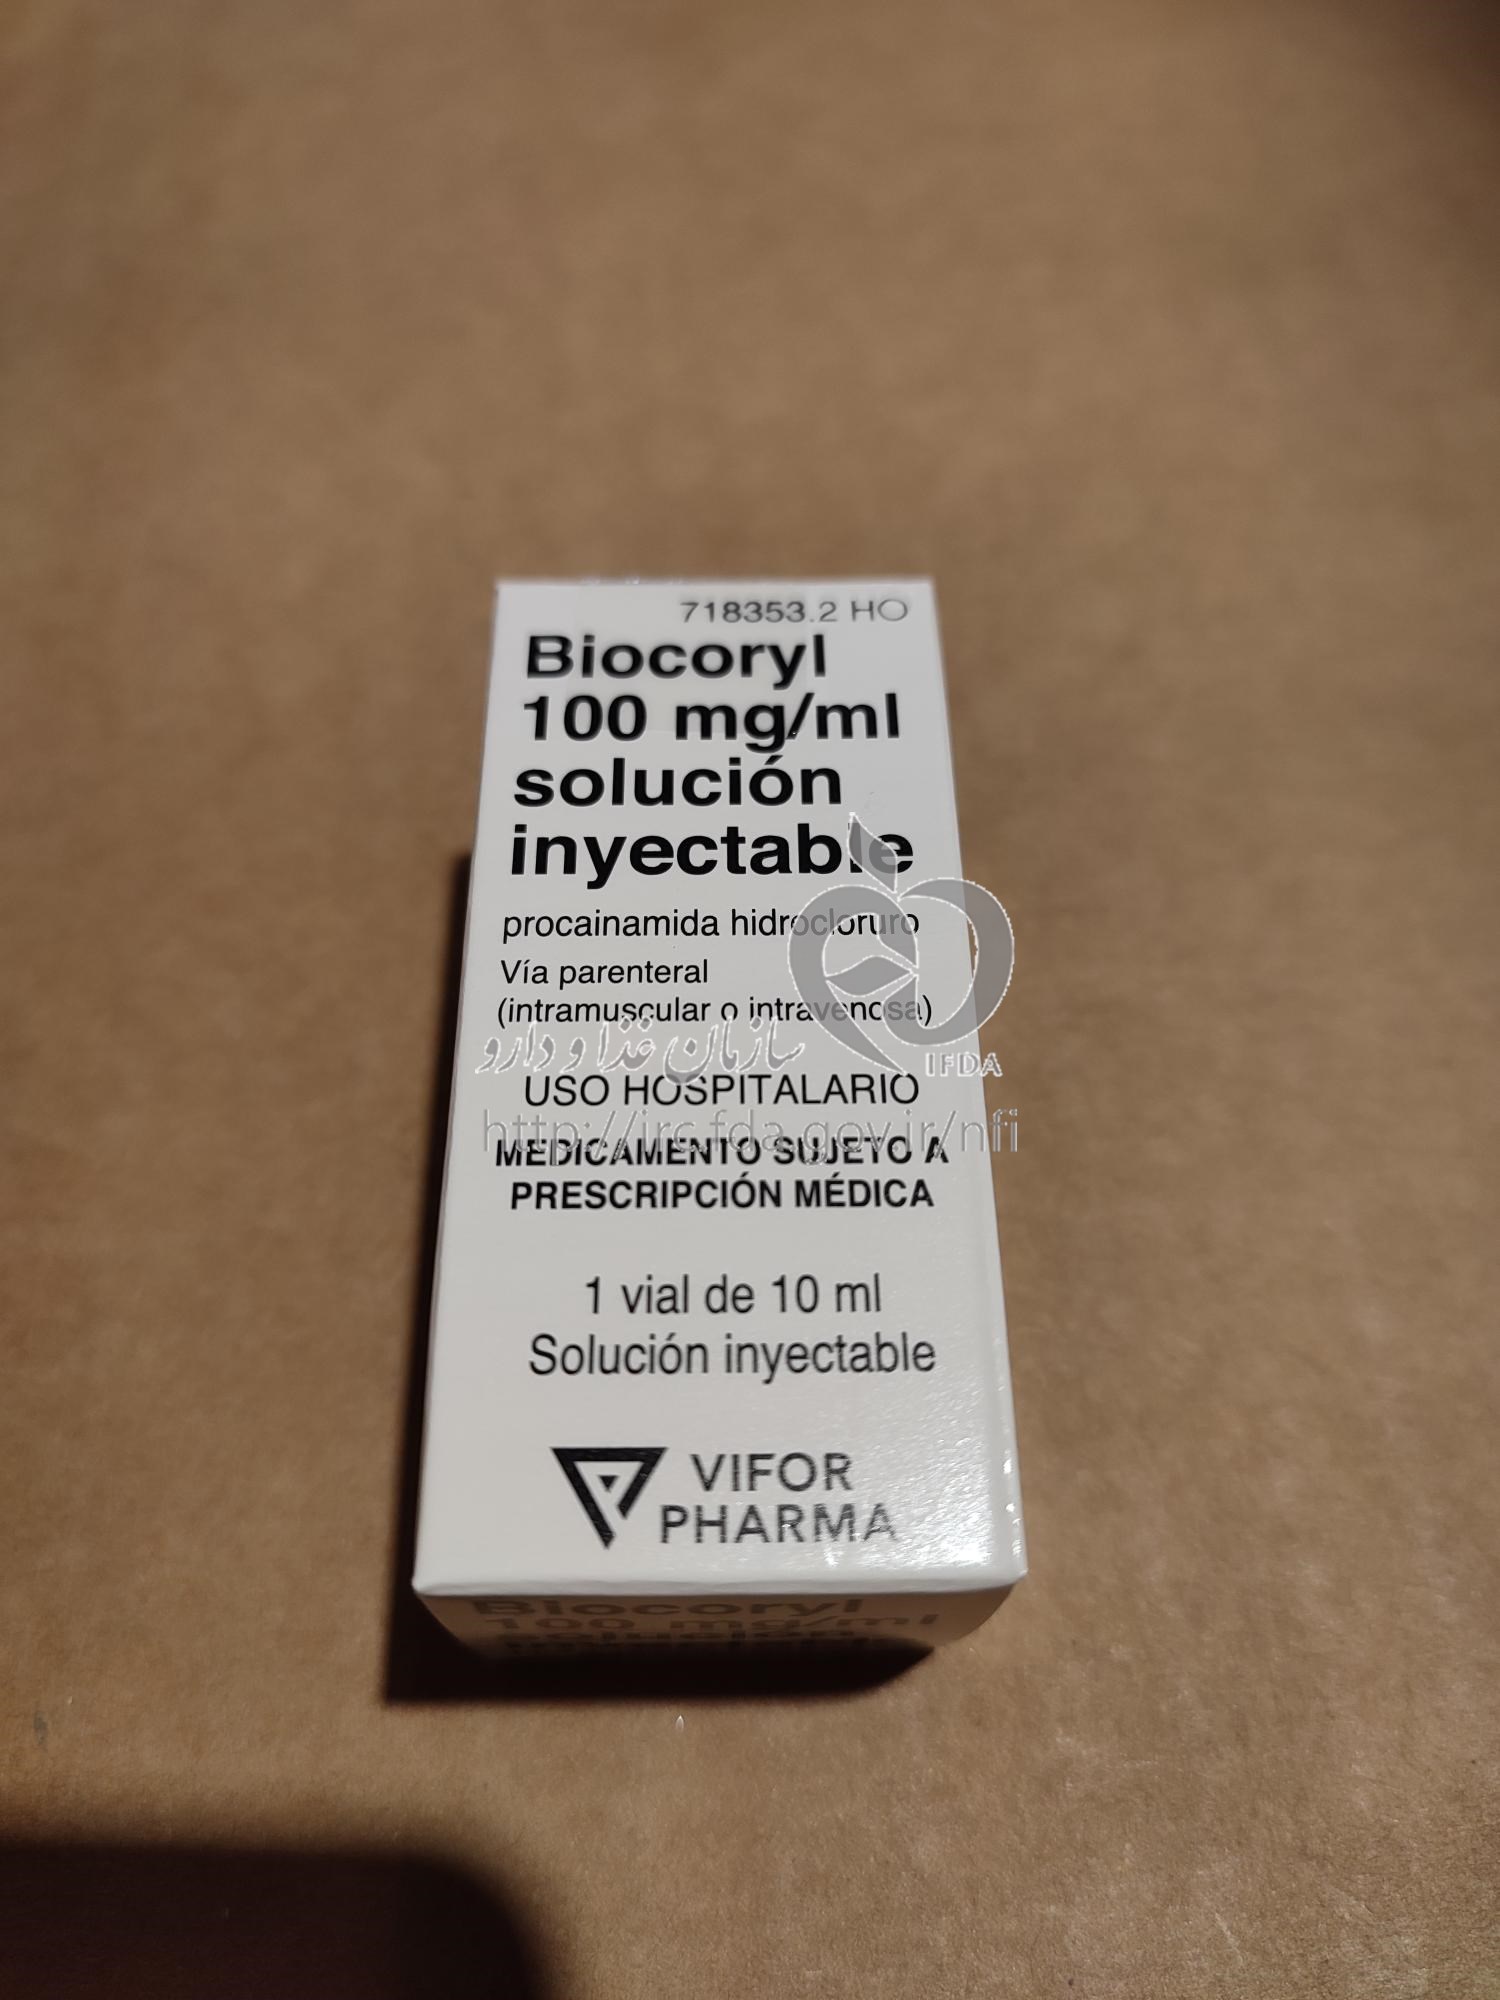 718353.2 HO
Biocoryl
100 mg/ml
solución
inyectable
procainamida hidrocloruro
Vía parenteral
(intramuscular o intravenosa)
سازمان غذا و دارو
IFDA
USO HOSPITALARIO
http://irc.fda.gov.ir/nfi
MEDICAMENTO SUJETO A
PRESCRIPCIÓN MÉDICA
1 vial de 10 ml
Solución inyectable
VIFOR
PHARMA
Biocoryl
100 mg/ml
solución